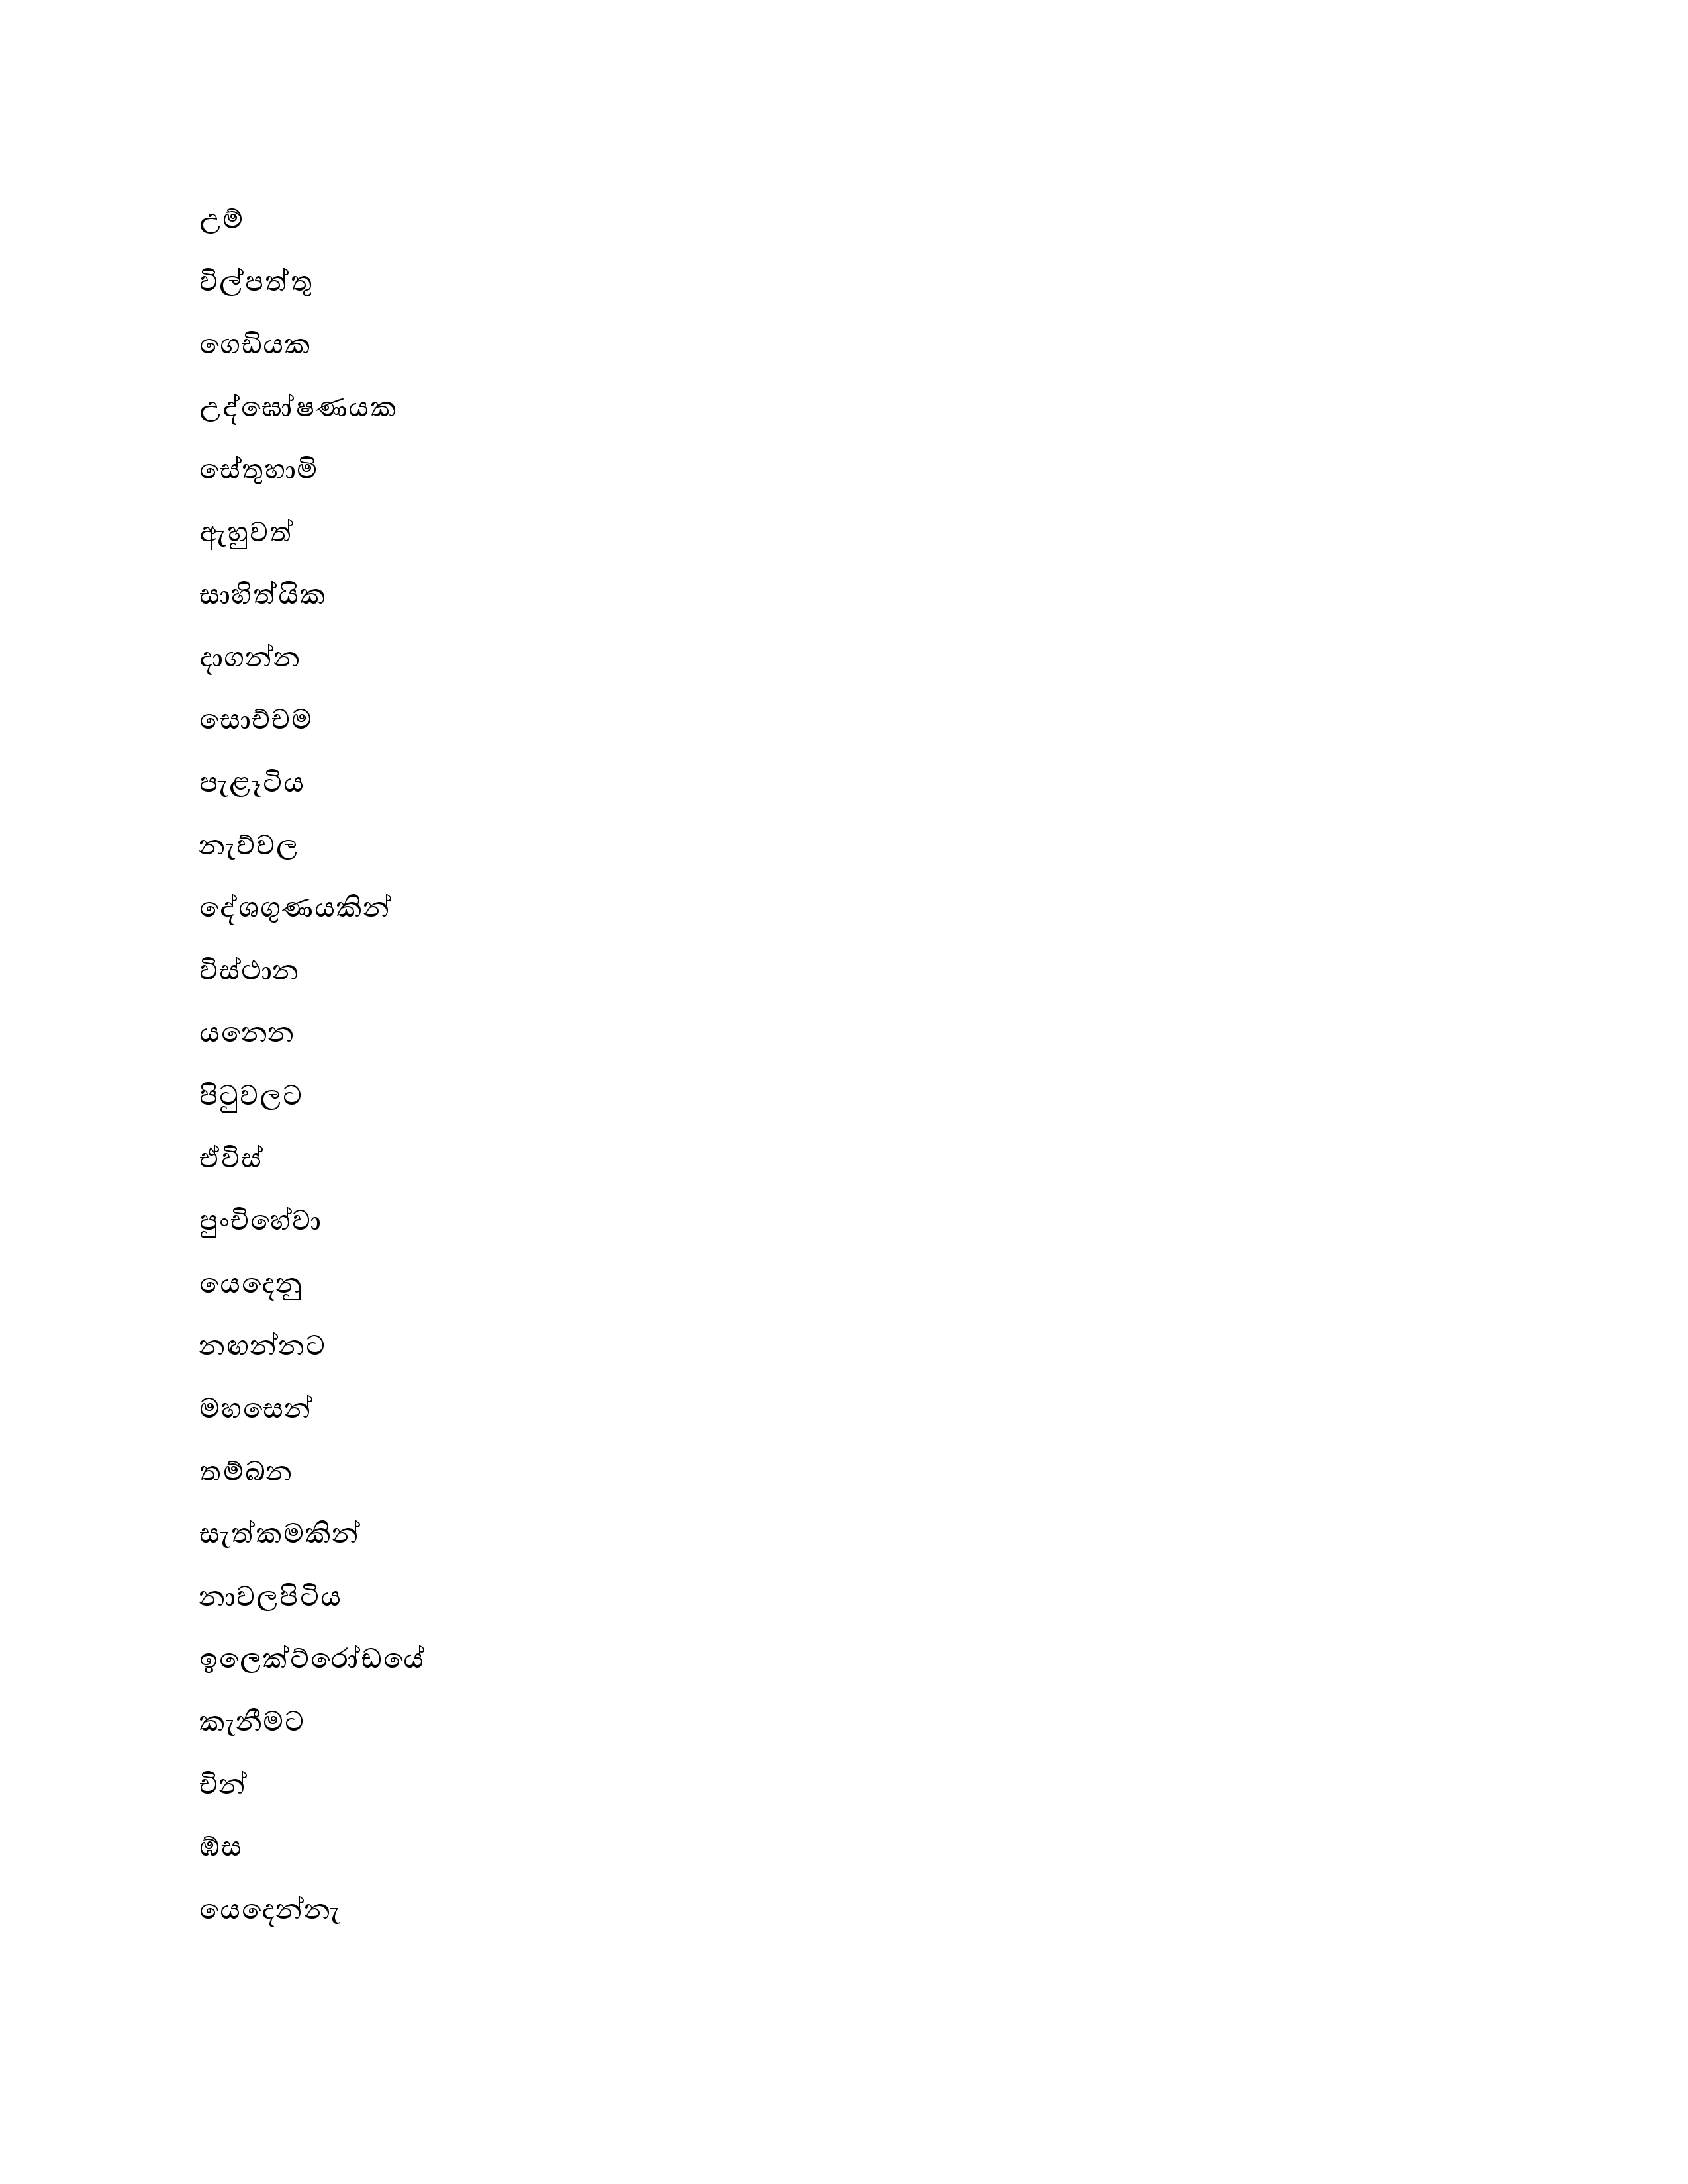 උම්
විල්පත්තු
ගෙඩියක
උද්ඝෝෂණයක
සේතුහාමි
ඇහුවත්
සාහිත්යික
දාගන්න
සොච්චම
පැළෑටිය
නැව්වල
දේශගුණයකින්
විස්ථාන
යනෙන
පිටුවලට
ඒවිස්
පුංචිහේවා
යෙදෙනු
නඟන්නට
මහසෙන්
තම්බන
සැත්කමකින්
නාවලපිටිය
ඉලෙක්ට්රෝඩයේ
කැනීමට
චින්
ඹ්ස
යෙදෙන්නැ